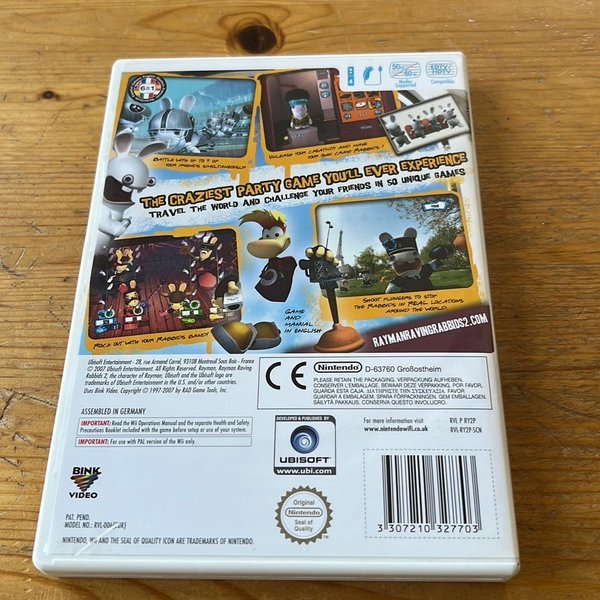 6 in 1
1-4
50Hz
60Hz
Modes
Supported
EDTV/
HDTV
Compatible
UNLEASH YOUR CREATIVITY AND MAKE
YOUR OWN CRAZY RABBIDS !
THE CRAZIEST PARTY GAME YOU'LL EVER EXPERIENCE
TRAVEL THE WORLD AND CHALLENGE YOUR FRIENDS IN 50 UNIQUE GAMES
ROCK OUT WITH YOUR RABBIDS BAND!
GAME
AND
MANUAL
IN ENGLISH
SHOOT PLUNGERS TO STOP
THE RABBIDS IN REAL LOCATIONS
AROUND THE WORLD.
RAYMANRAVINGRABBIDS2.COM
Ubisoft Entertainment - 28, rue Armand Carrel, 93108 Montreuil Sous Bois - France
© 2007 Ubisoft Entertainment. All Rights Reserved. Rayman, Rayman Raving
Rabbids 2, the character of Rayman, Ubisoft and the Ubisoft logo are
trademarks of Ubisoft Entertainment in the U.S. and/or other countries.
Uses Bink Video. Copyright © 1997-2007 by RAD Game Tools, Inc.
CE
Nintendo D-63760 Großostheim
PLEASE RETAIN THE PACKAGING. VERPACKUNG AUFHEBEN.
CONSERVER L'EMBALLAGE. BEWAAR DEZE VERPAKKING. POR FAVOR,
GUARDA ESTA CAJA. ΔΙΑΤΗΡΗΣΤΕ ΤΗΝ ΣΥΣΚΕΥΑΣΙΑ. POR FAVOR,
GUARDAR A EMBALAGEM. SPARA FÖRPACKNINGEN. GEM EMBALLAGEN.
SÄILYTÄ PAKKAUS. CONSERVA QUESTO INVOLUCRO.
ASSEMBLED IN GERMANY
IMPORTANT: Read the Wii Operations Manual and the separate Health and Safety
Precautions Booklet included with the game before setup or use of your system.
IMPORTANT: For use with PAL version of the Wii only.
DEVELOPED & PUBLISHED BY
UBISOFT
www.ubi.com
For more information:
www.nintendowifi.co.uk
RVL P RY2P
RVL-RY2P-SCN
BINK
VIDEO
Original
Nintendo
Seal of
Quality
3 307210 327703
PAT. PEND.
MODEL NO.: RVL-006(EUR)
NINTENDO, WII AND THE SEAL OF QUALITY ICON ARE TRADEMARKS OF NINTENDO.